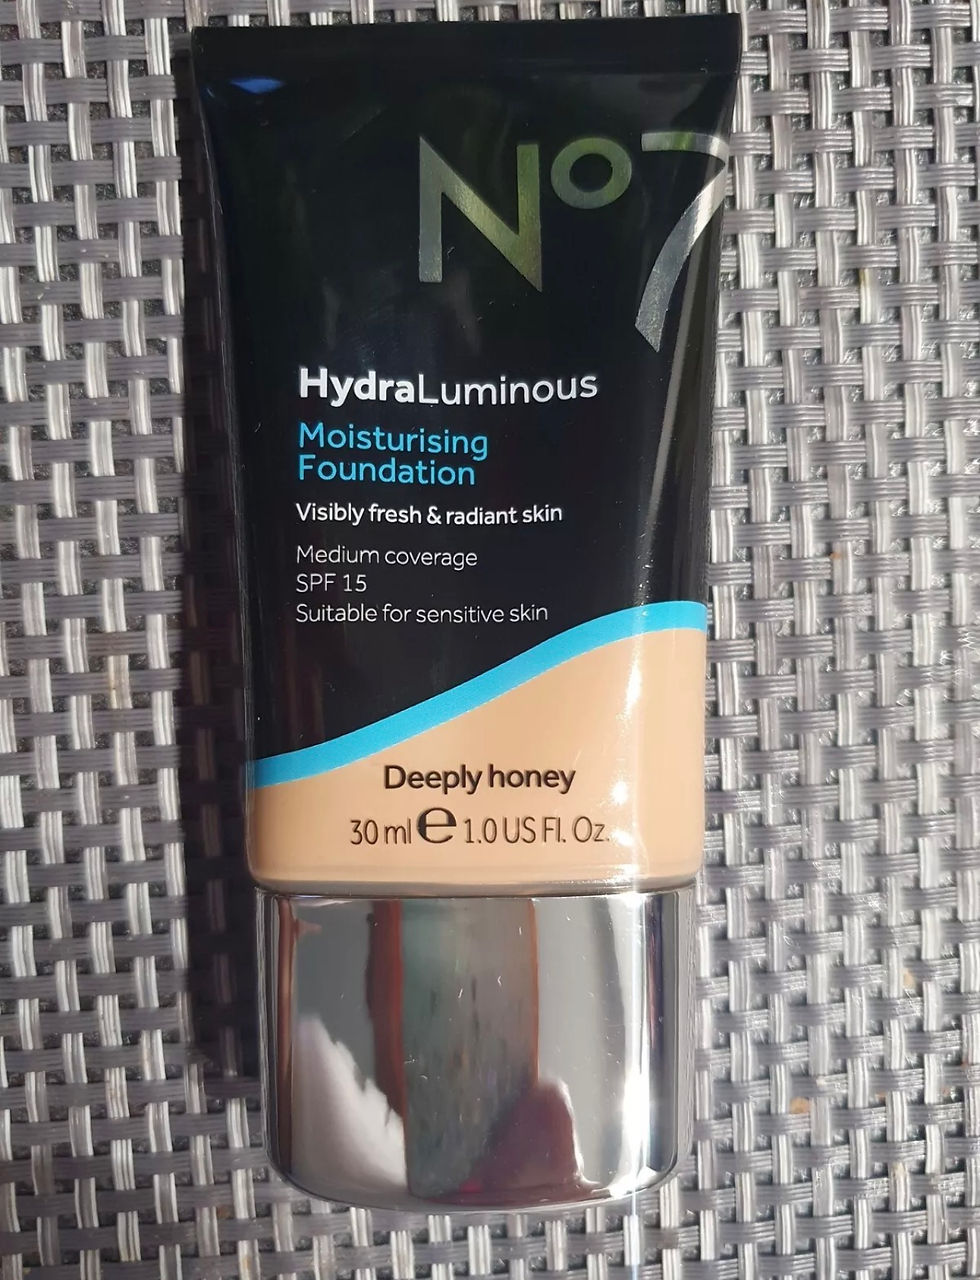 No7
HydraLuminous
Moisturising
Foundation
Visibly fresh & radiant skin
Medium coverage
SPF 15
Suitable for sensitive skin
Deeply honey
30 ml e 1.0 US Fl. Oz.